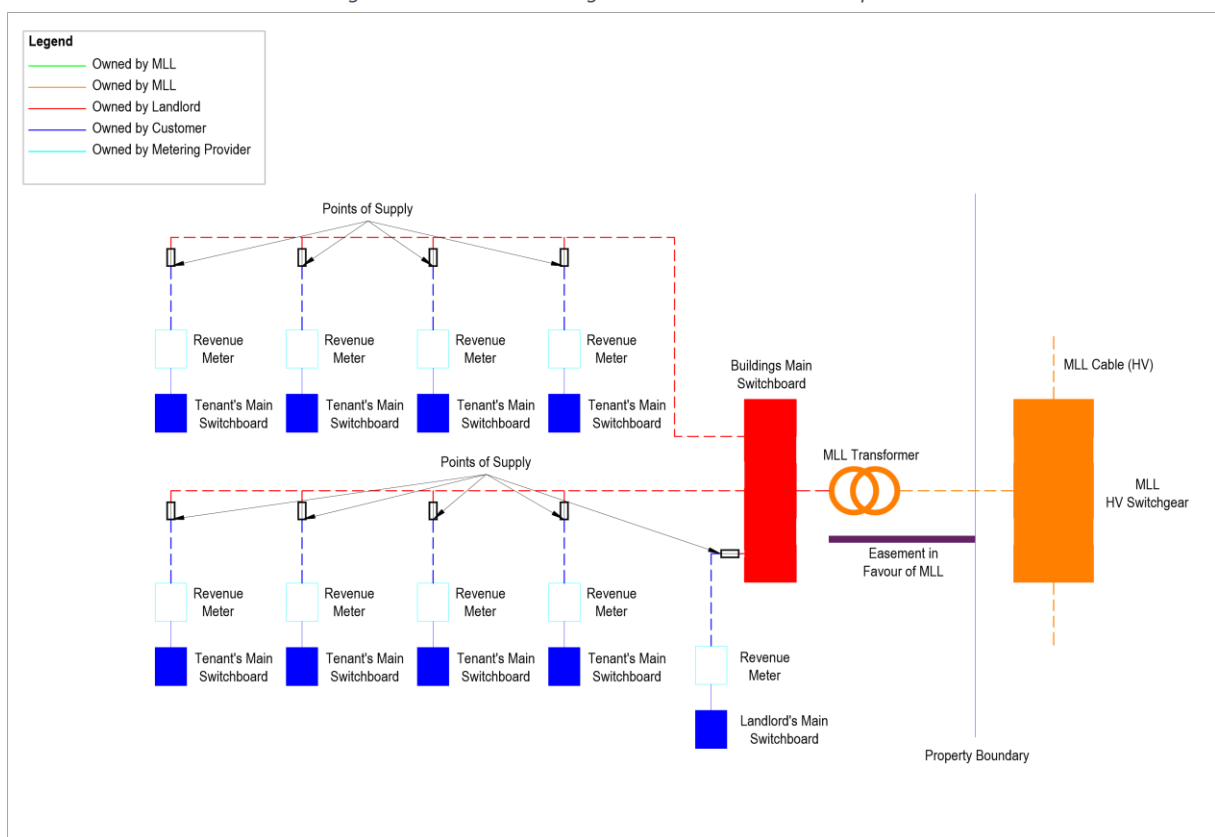 Legend
Owned by MLL
Owned by MLL
Owned by Landlord
Owned by Customer
Owned by Metering Provider
Points of Supply
Revenue
Meter
Revenue
Meter
Revenue
Meter
Revenue
Meter
Tenant's Main
Switchboard
Tenant's Main
Switchboard
Tenant's Main
Switchboard
Tenant's Main
Switchboard
Buildings Main
Switchboard
MLL Cable (HV)
MLL Transformer
MLL
HV Switchgear
Easement in
Favour of MLL
Points of Supply
Revenue
Meter
Revenue
Meter
Revenue
Meter
Revenue
Meter
Tenant's Main
Switchboard
Tenant's Main
Switchboard
Tenant's Main
Switchboard
Tenant's Main
Switchboard
Revenue
Meter
Landlord's Main
Switchboard
Property Boundary